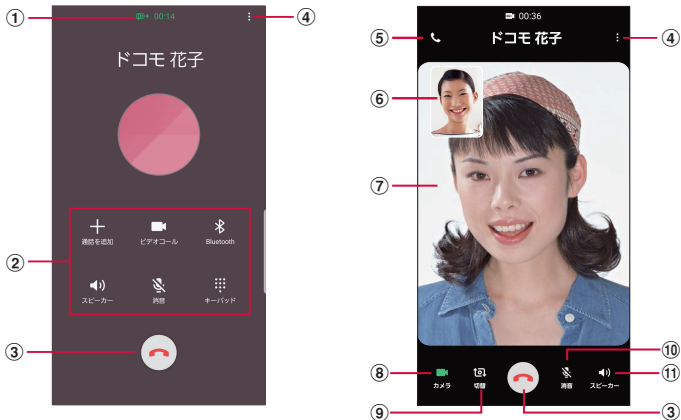 ① 00:14 ④
ドコモ 花子
通話を追加 ビデオコール Bluetooth
②
スピーカー 消音 キーパッド
③
00:36
⑤ ドコモ 花子 ④
⑥
⑦
⑩
⑧ カメラ 切替 消音 スピーカー ⑪
⑨ ③